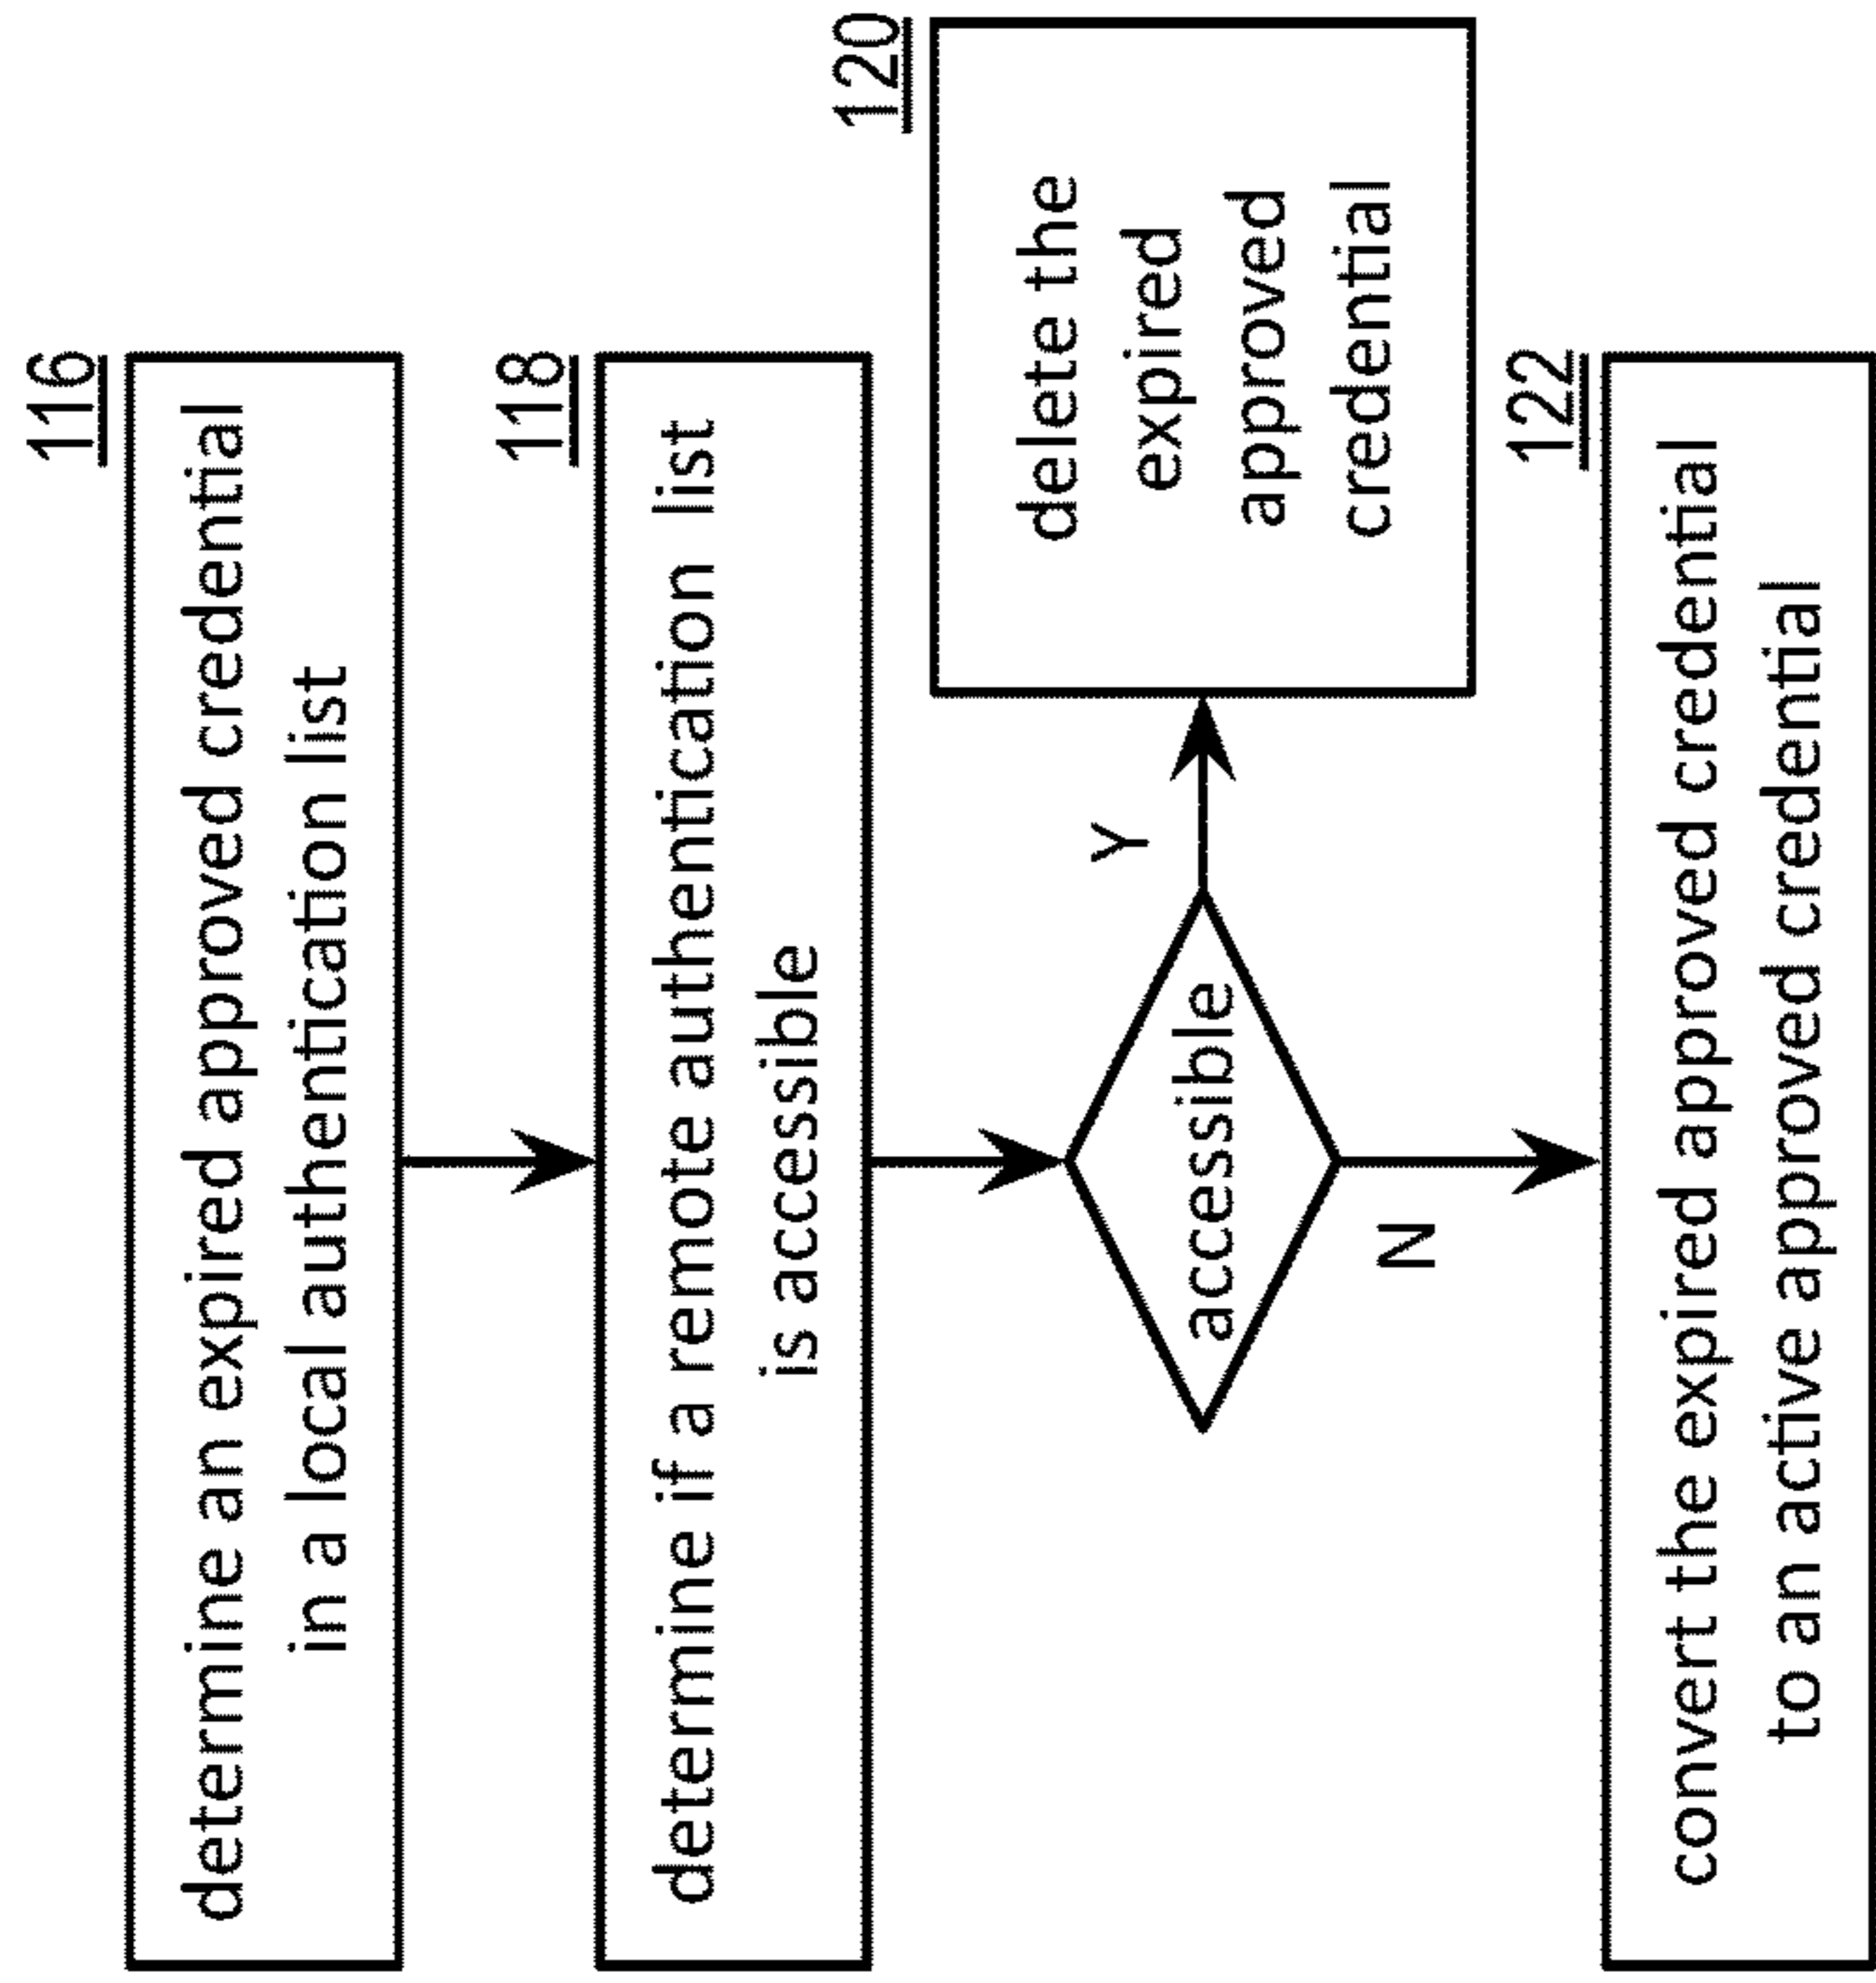 116
determine an expired approved credential
in a local authentication list
118
determine if a remote authentication list
is accessible
accessible
Y
120
delete the
expired
approved
credential
N
122
convert the expired approved credential
to an active approved credential